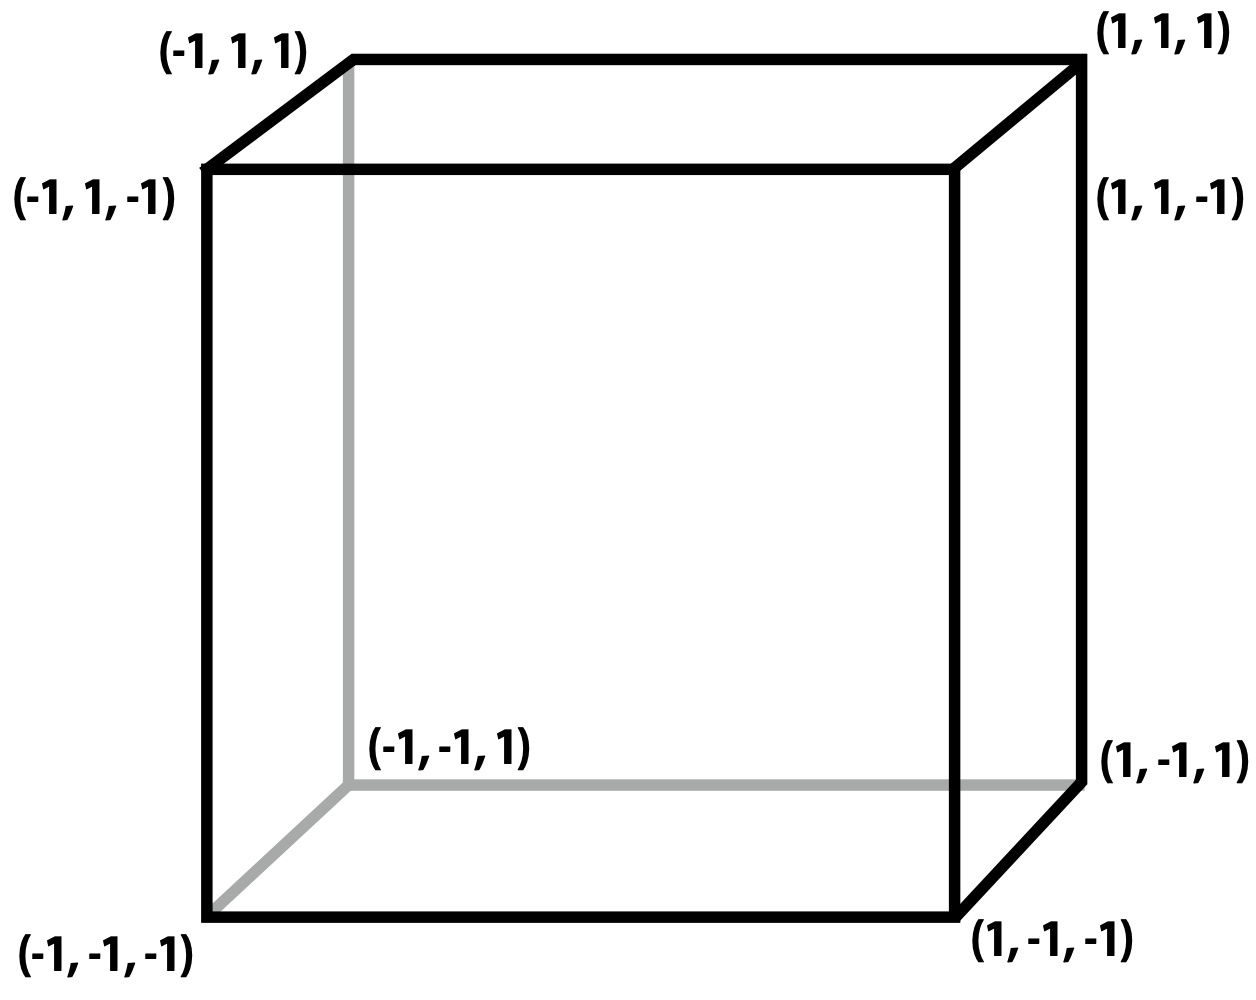 (-1, 1, 1)
(1, 1, 1)
(-1, 1, -1)
(1, 1, -1)
(-1, -1, 1)
(1, -1, 1)
(-1, -1, -1)
(1, -1, -1)